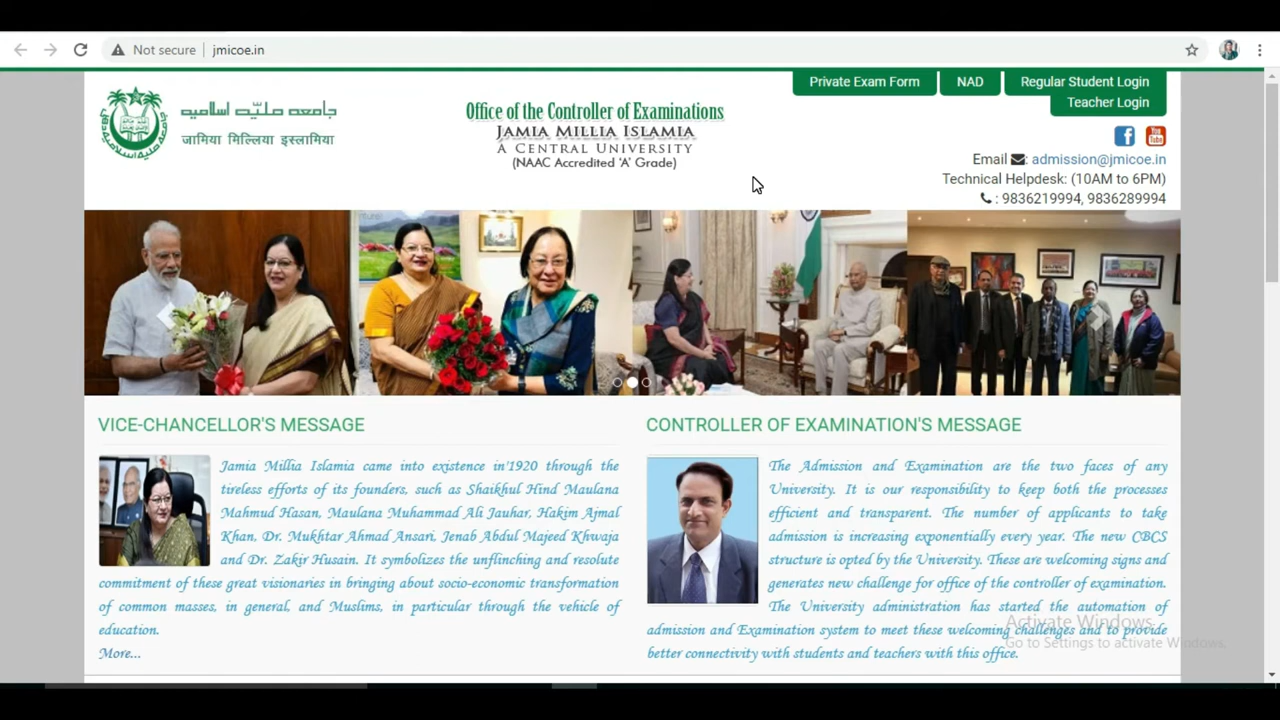 Not secure
jmicoe.in
Private Exam Form
NAD
Regular Student Login
Teacher Login
جامعه ملیّه اسلامیه
जामिया मिल्लिया इस्लामिया
Office of the Controller of Examinations
JAMIA MILLIA ISLAMIA
A CENTRAL UNIVERSITY
(NAAC Accredited 'A' Grade)
You
Tube
Email : admission@jmicoe.in
Technical Helpdesk: (10AM to 6PM)
: 9836219994, 9836289994
VICE-CHANCELLOR'S MESSAGE
Jamia Millia Islamia came into existence in'1920 through the
tireless efforts of its founders, such as Shaikhul Hind Maulana
Mahmud Hasan, Maulana Muhammad Ali Jauhar, Hakim Ajmal
Khan, Dr. Mukhtar Ahmad Ansari, Jenab Abdul Majeed Khwaja
and Dr. Zakir Husain. It symbolizes the unflinching and resolute
commitment of these great visionaries in bringing about socio-economic transformation
of common masses, in general, and Muslims, in particular through the vehicle of
education.
More...
CONTROLLER OF EXAMINATION'S MESSAGE
The Admission and Examination are the two faces of any
University. It is our responsibility to keep both the processes
efficient and transparent. The number of applicants to take
admission is increasing exponentially every year. The new CBCS
structure is opted by the University. These are welcoming signs and
generates new challenge for office of the controller of examination.
The University administration has started the automation of
admission and Examination system to meet these welcoming challenges and to provide
better connectivity with students and teachers with this office.
Activate Windows
Go to Settings to activate Windows.